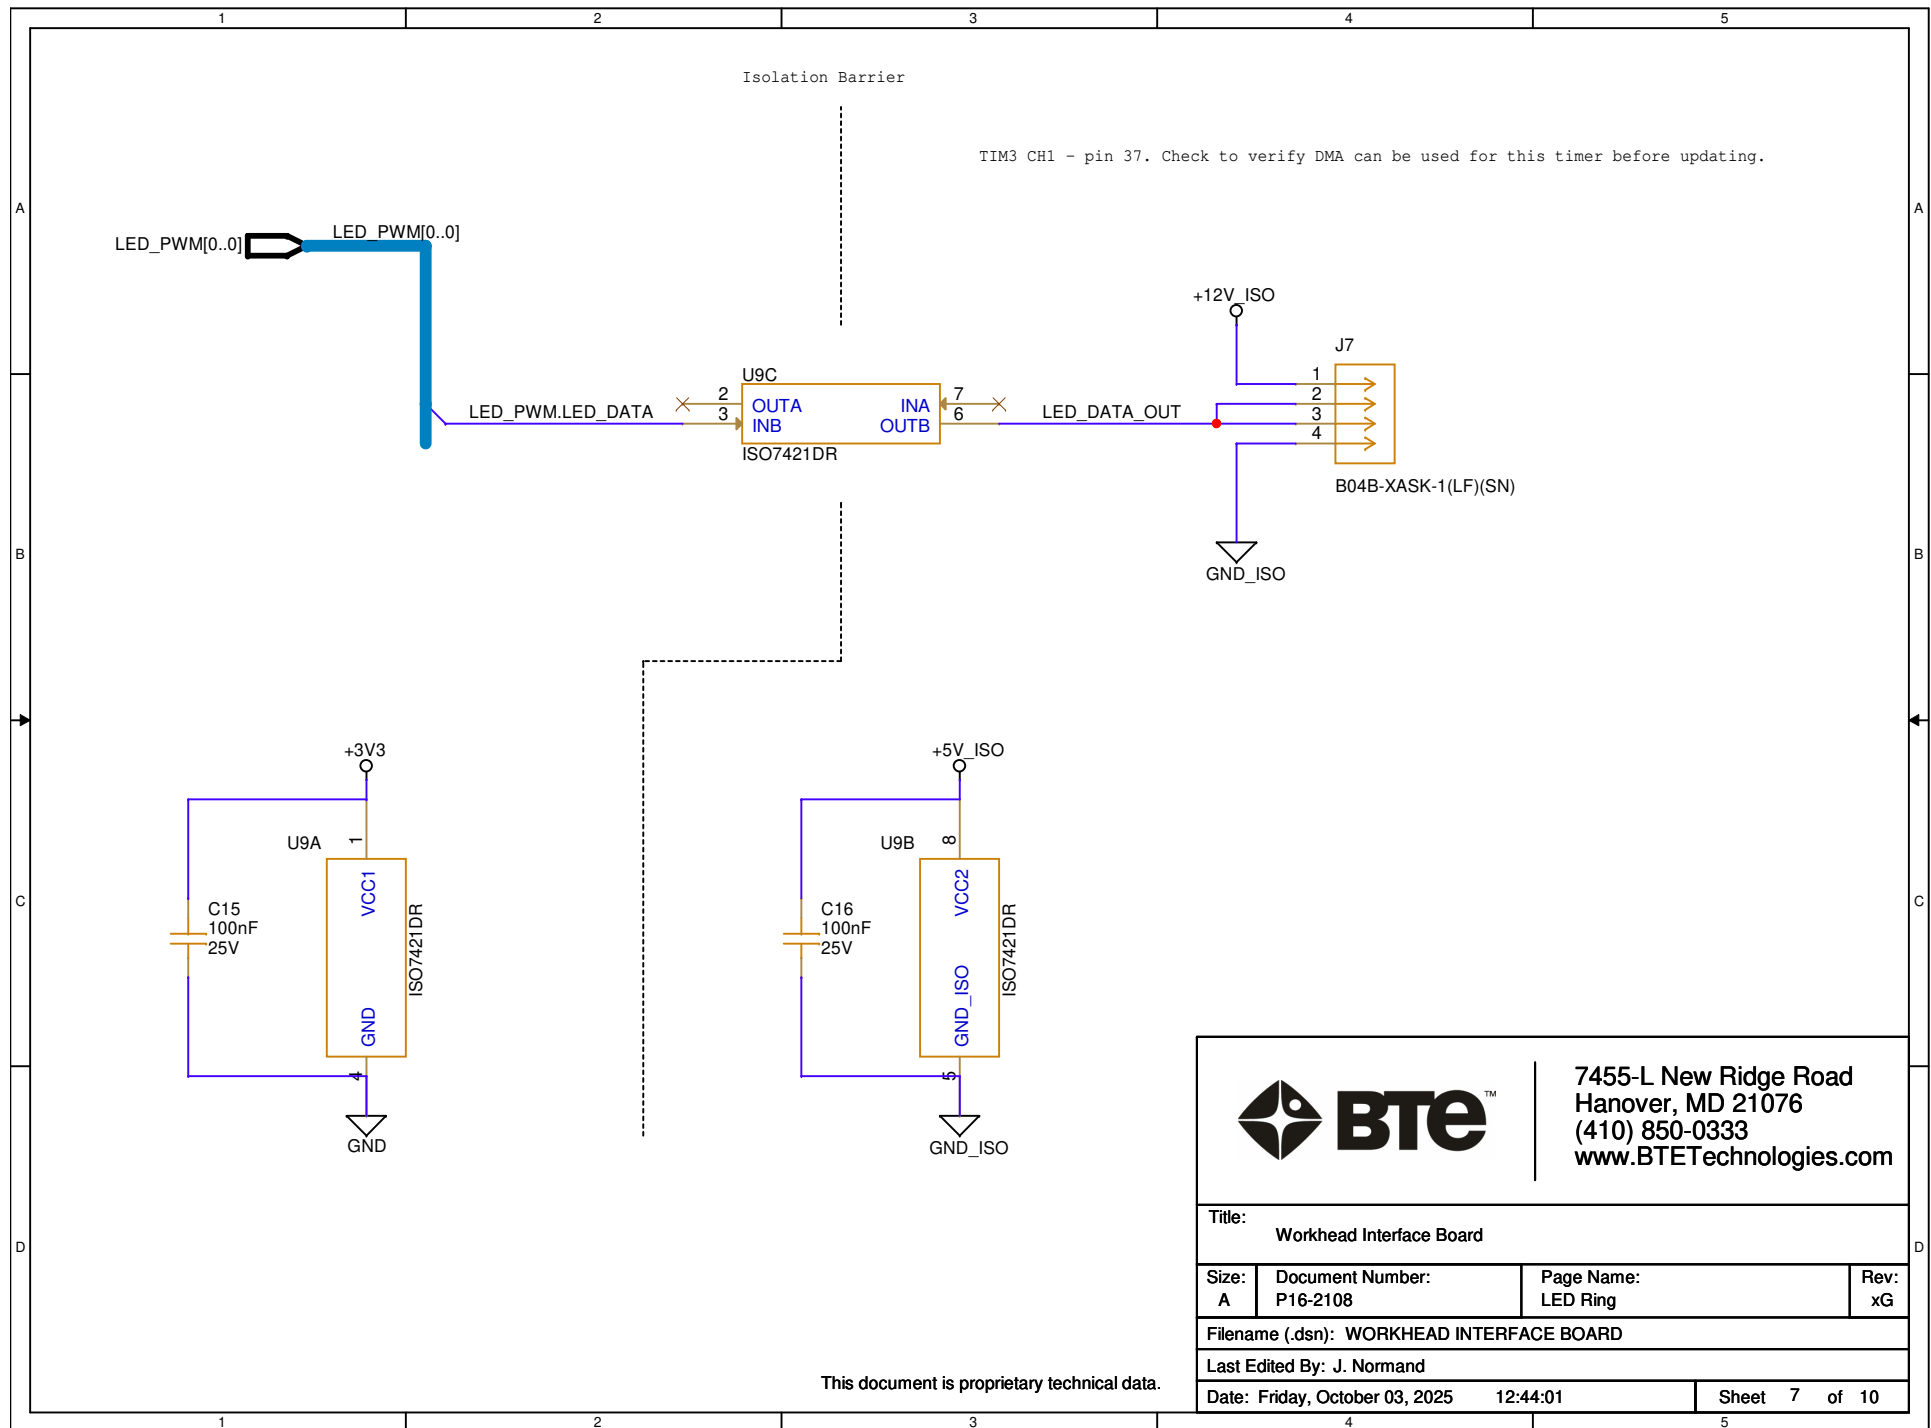 1 2 3 4 5
Isolation Barrier
TIM3 CH1 - pin 37. Check to verify DMA can be used for this timer before updating.
A A
LED_PWM[0..0] LED_PWM[0..0]
+12V_ISO
J7
1
2
3
4
U9C
2 OUTA INA 7
3 INB OUTB 6
LED_PWM.LED_DATA
LED_DATA_OUT
ISO7421DR
B04B-XASK-1(LF)(SN)
B B
GND_ISO
+3V3
+5V_ISO
U9A 1
U9B 8
VCC1
VCC2
C C
C15
100nF
25V
ISO7421DR
C16
100nF
25V
ISO7421DR
GND
GND_ISO
4
5
GND
GND_ISO
BTE™
7455-L New Ridge Road
Hanover, MD 21076
(410) 850-0333
www.BTETechnologies.com
Title:
Workhead Interface Board
D D
Size: Document Number: Page Name: Rev:
A P16-2108 LED Ring xG
Filename (.dsn): WORKHEAD INTERFACE BOARD
Last Edited By: J. Normand
This document is proprietary technical data.
Date: Friday, October 03, 2025 12:44:01 Sheet 7 of 10
1 2 3 4 5